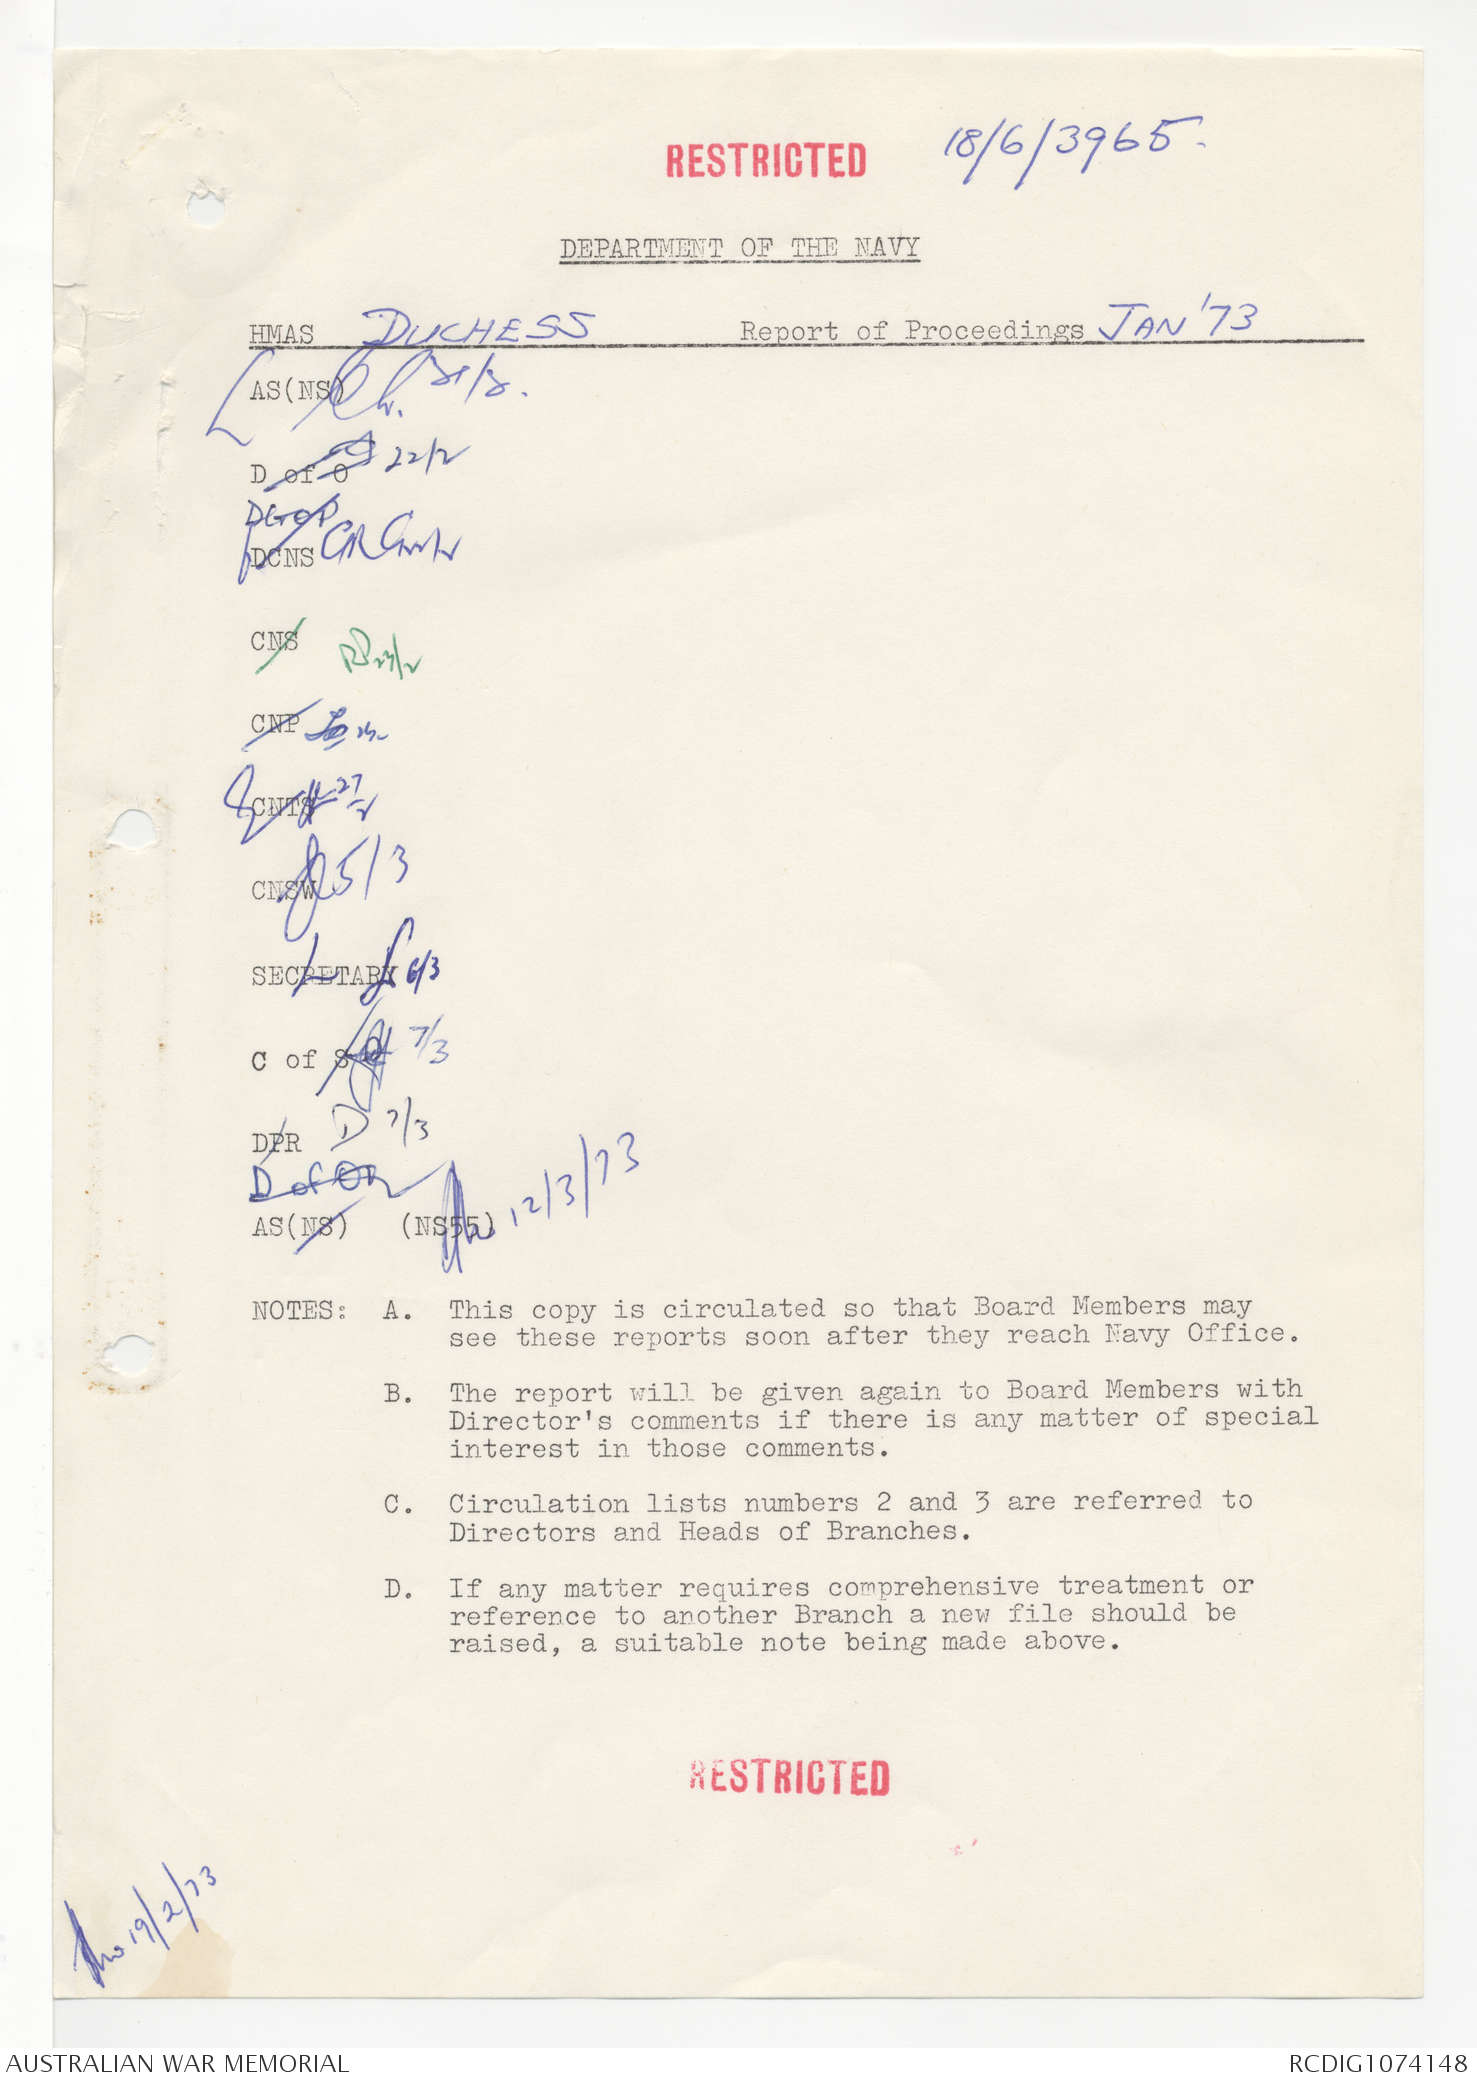 RESTRICTED 18/6/3965.
DEPARTMENT OF THE NAVY
HMAS DUCHESS Report of Proceedings JAN '73
AS(NS)
D of O 22/2
DGOP
DCNS
CNS 23/2
CNP
CNTS 27/2
CNSW 5/3
SECRETARY 6/3
C of S 7/3
DPR D 7/3
D of OR
AS(NS) (NS55) 12/3/73
NOTES: A. This copy is circulated so that Board Members may
see these reports soon after they reach Navy Office.
B. The report will be given again to Board Members with
Director's comments if there is any matter of special
interest in those comments.
C. Circulation lists numbers 2 and 3 are referred to
Directors and Heads of Branches.
D. If any matter requires comprehensive treatment or
reference to another Branch a new file should be
raised, a suitable note being made above.
RESTRICTED
19/2/73
AUSTRALIAN WAR MEMORIAL RCDIG1074148